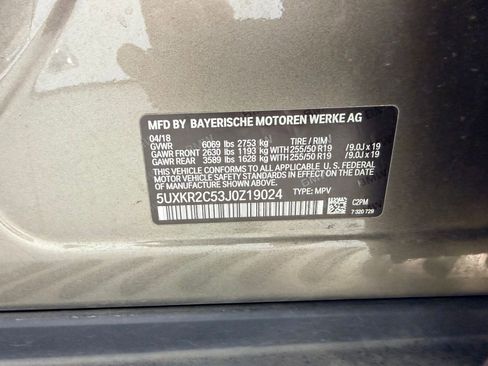 MFD BY BAYERISCHE MOTOREN WERKE AG
04/18
GVWR 6069 lbs 2753 kg TIRE / RIM
GAWR FRONT 2630 lbs 1193 kg WITH 255/50 R19 /9.0J x 19
GAWR REAR 3589 lbs 1628 kg WITH 255/50 R19 /9.0J x 19
THIS VEHICLE CONFORMS TO ALL APPLICABLE U.S. FEDERAL
MOTOR VEHICLE SAFETY STANDARDS IN EFFECT ON THE
DATE OF MANUFACTURE SHOWN ABOVE.
5UXKR2C53J0Z19024 TYPE: MPV
C2PM
7 320 729